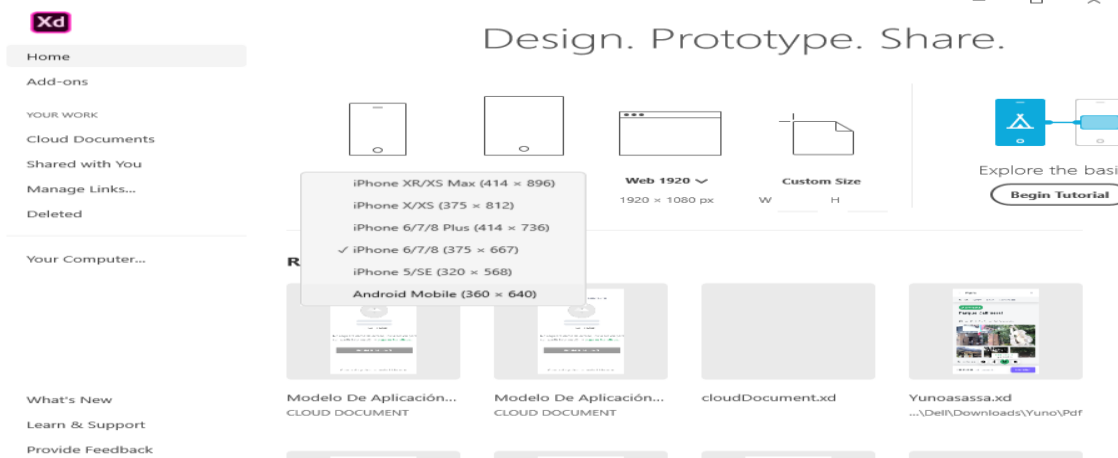 Xd
Design. Prototype. Share.
Home
Add-ons
YOUR WORK
Cloud Documents
Shared with You
Manage Links...
Deleted
Your Computer...
What's New
Learn & Support
Provide Feedback
iPhone XR/XS Max (414 × 896)
iPhone X/XS (375 × 812)
iPhone 6/7/8 Plus (414 × 736)
✓ iPhone 6/7/8 (375 × 667)
iPhone 5/SE (320 × 568)
Android Mobile (360 × 640)
Web 1920
1920 × 1080 px
Custom Size
W
H
Explore the basi
Begin Tutorial
R
Modelo De Aplicación...
CLOUD DOCUMENT
Modelo De Aplicación...
CLOUD DOCUMENT
cloudDocument.xd
Yunoasassa.xd
...\Dell\Downloads\Yuno\Pdf